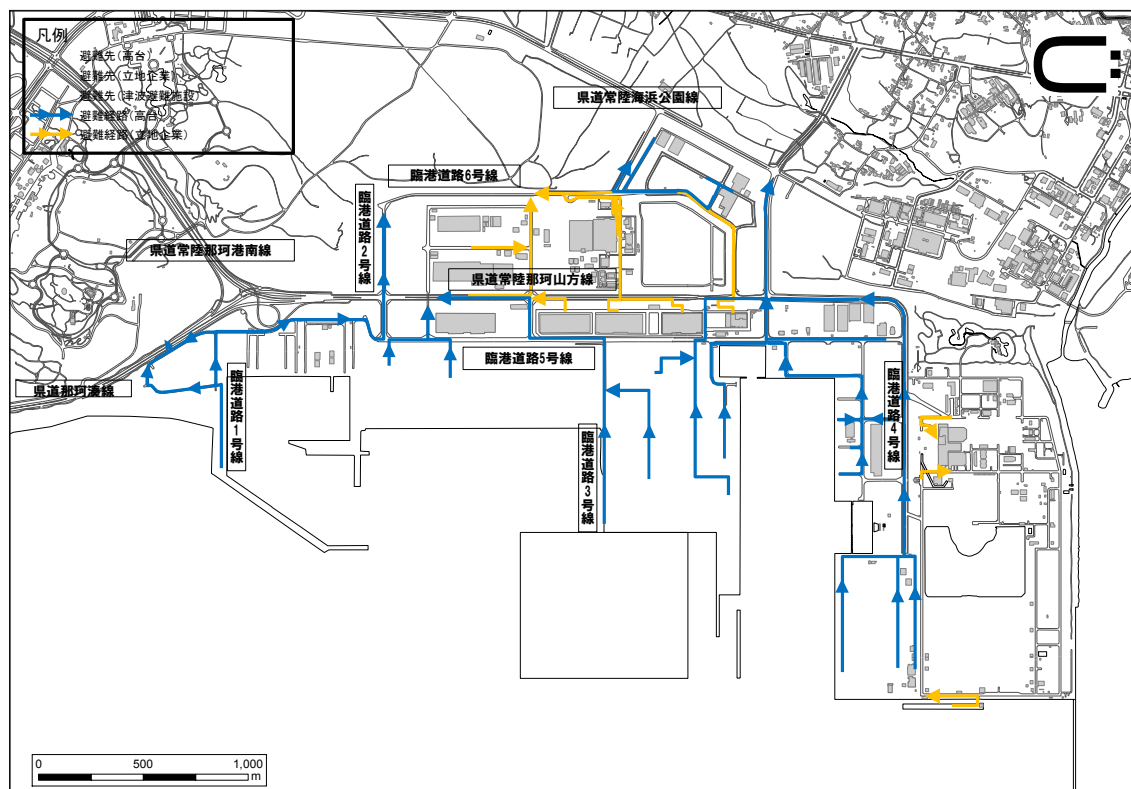 凡例
避難先(高台)
避難先(立地企業)
避難先(津波避難施設)
避難経路(高台)
避難経路(立地企業)
県道常陸海浜公園線
臨港道路6号線
臨港道路2号線
県道常陸那珂港南線
県道常陸那珂山方線
臨港道路5号線
県道那珂湊線
臨港道路1号線
臨港道路4号線
臨港道路3号線
0 500 1,000
m